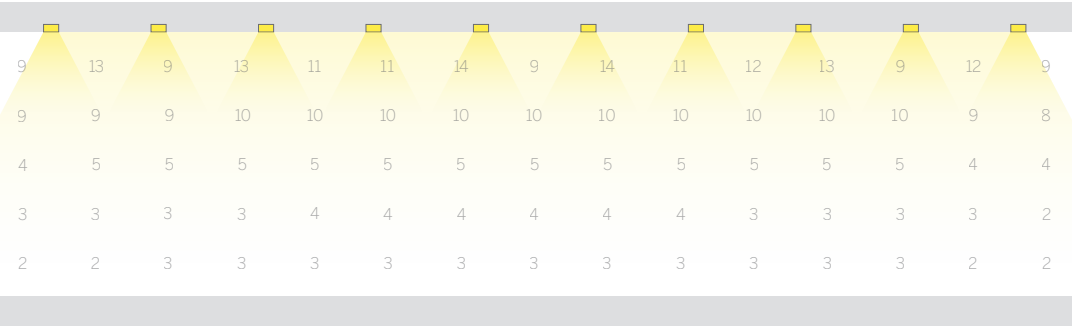 9 13 9 13 11 11 14 9 14 11 12 13 9 12 9
9 9 9 10 10 10 10 10 10 10 10 10 10 9 8
4 5 5 5 5 5 5 5 5 5 5 5 5 4 4
3 3 3 3 4 4 4 4 4 4 3 3 3 3 2
2 2 3 3 3 3 3 3 3 3 3 3 3 2 2